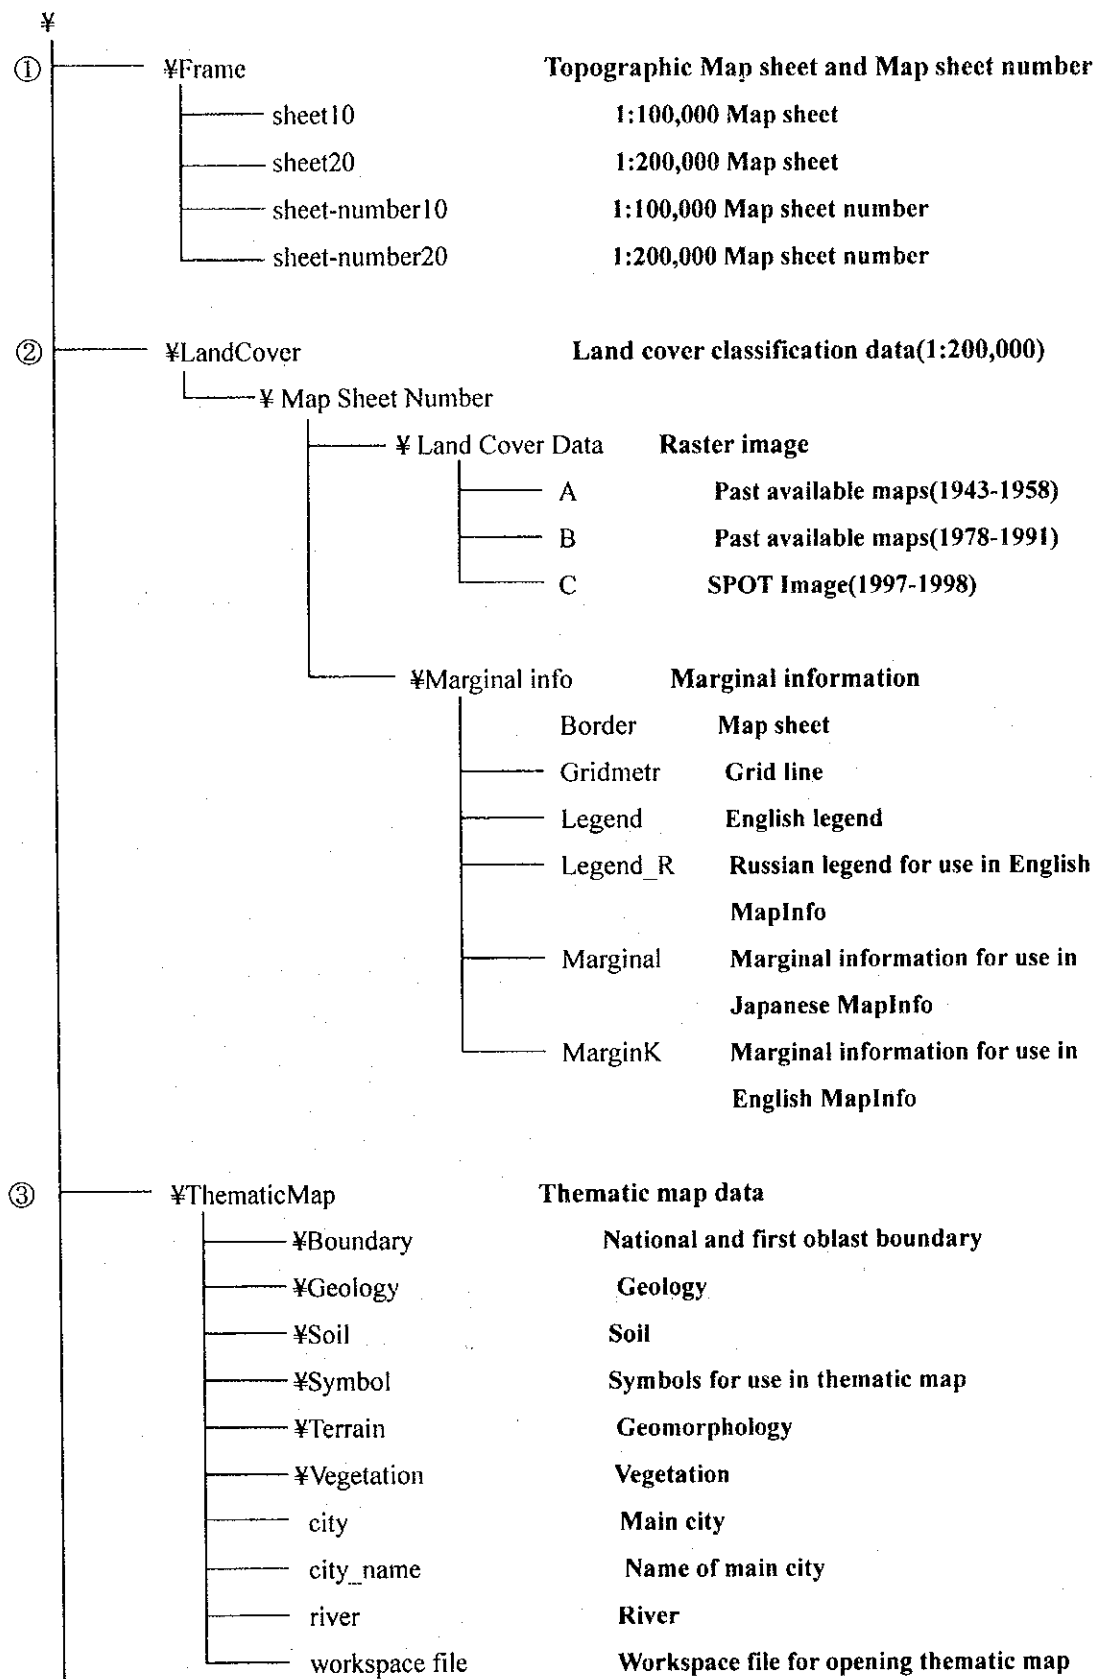 ¥
① ¥Frame Topographic Map sheet and Map sheet number
sheet10 1:100,000 Map sheet
sheet20 1:200,000 Map sheet
sheet-number10 1:100,000 Map sheet number
sheet-number20 1:200,000 Map sheet number
② ¥LandCover Land cover classification data(1:200,000)
¥ Map Sheet Number
¥ Land Cover Data Raster image
A Past available maps(1943-1958)
B Past available maps(1978-1991)
C SPOT Image(1997-1998)
¥Marginal info Marginal information
Border Map sheet
Gridmetr Grid line
Legend English legend
Legend_R Russian legend for use in English
MapInfo
Marginal Marginal information for use in
Japanese MapInfo
MarginK Marginal information for use in
English MapInfo
③ ¥ThematicMap Thematic map data
¥Boundary National and first oblast boundary
¥Geology Geology
¥Soil Soil
¥Symbol Symbols for use in thematic map
¥Terrain Geomorphology
¥Vegetation Vegetation
city Main city
city_name Name of main city
river River
workspace file Workspace file for opening thematic map